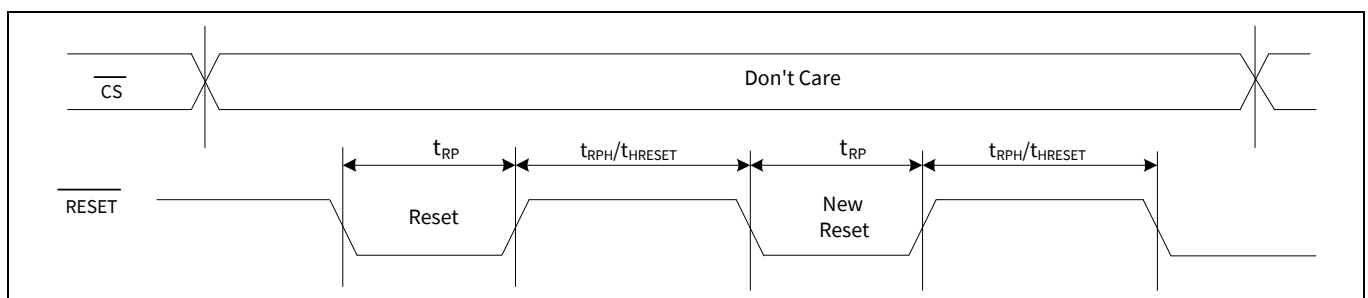 CS
Don't Care
tRP
tRPH/tHRESET
tRP
tRPH/tHRESET
RESET
Reset
New
Reset